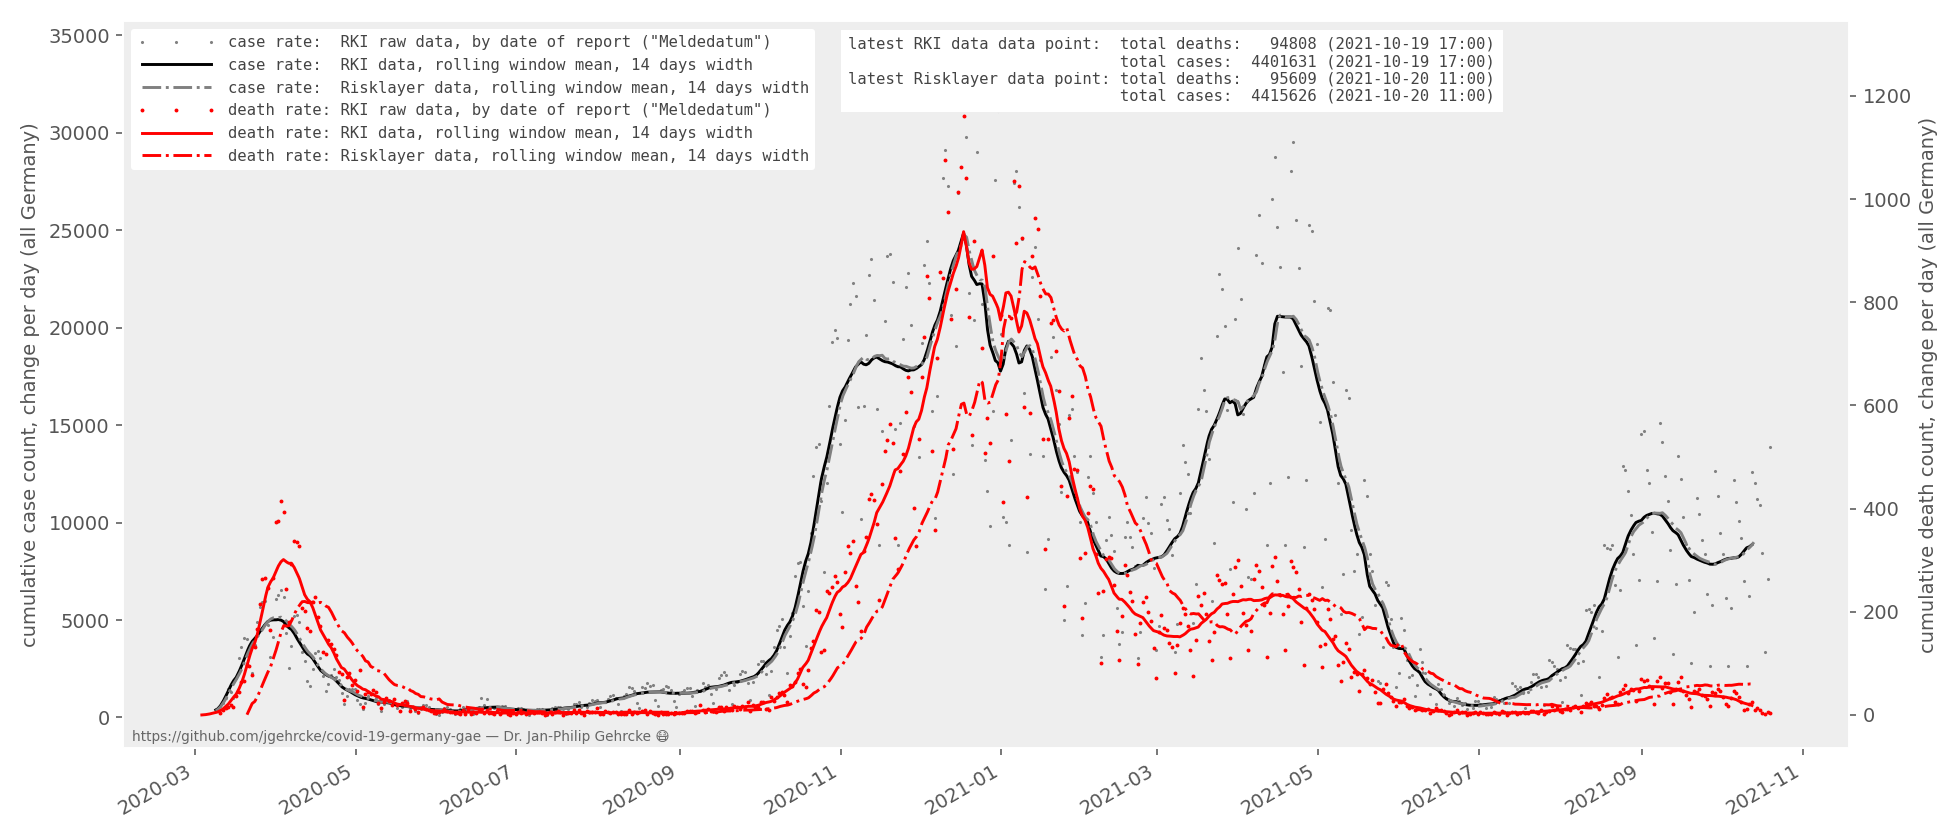 case rate:  RKI raw data, by date of report ("Meldedatum")
case rate:  RKI data, rolling window mean, 14 days width
case rate:  Risklayer data, rolling window mean, 14 days width
death rate: RKI raw data, by date of report ("Meldedatum")
death rate: RKI data, rolling window mean, 14 days width
death rate: Risklayer data, rolling window mean, 14 days width
latest RKI data data point:  total deaths:   94808 (2021-10-19 17:00)
total cases:  4401631 (2021-10-19 17:00)
latest Risklayer data point: total deaths:   95609 (2021-10-20 11:00)
total cases:  4415626 (2021-10-20 11:00)
cumulative case count, change per day (all Germany)
35000
30000
25000
20000
15000
10000
5000
0
1200
1000
800
600
400
200
0
cumulative death count, change per day (all Germany)
https://github.com/jgehrcke/covid-19-germany-gae — Dr. Jan-Philip Gehrcke 😷
2020-03
2020-05
2020-07
2020-09
2020-11
2021-01
2021-03
2021-05
2021-07
2021-09
2021-11